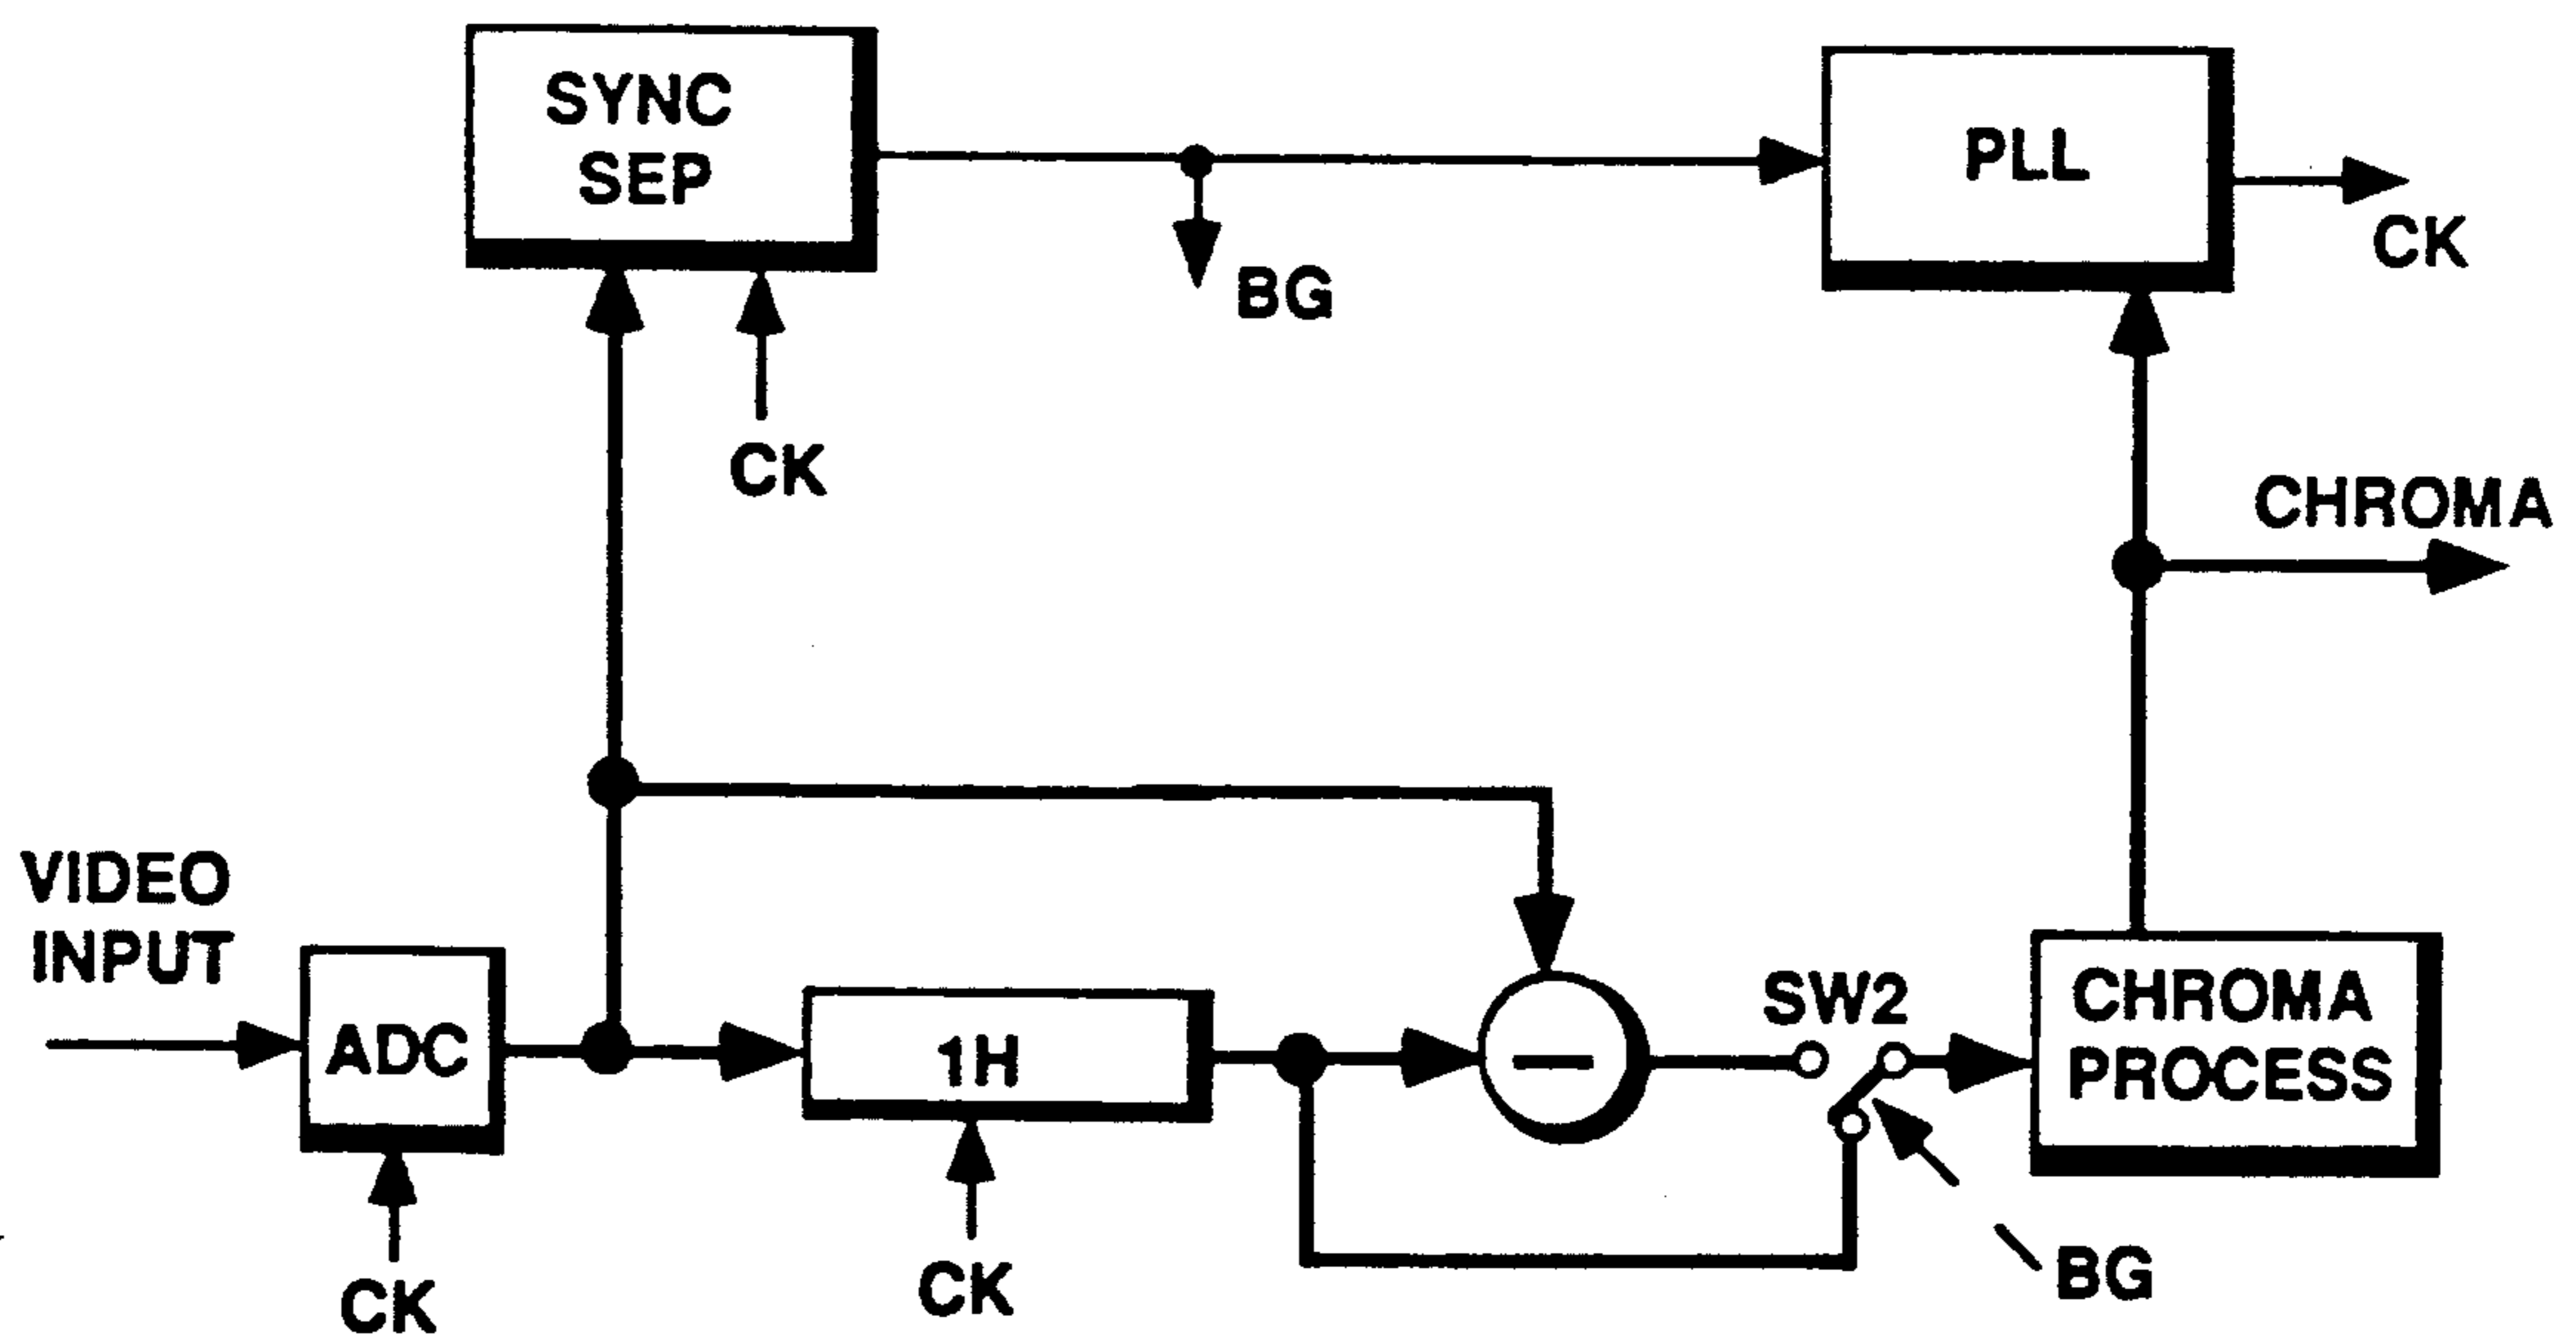 SYNC
SEP
PLL
CK
BG
CK
CHROMA
VIDEO
INPUT
ADC
1H
SW2
CHROMA
PROCESS
CK
CK
BG